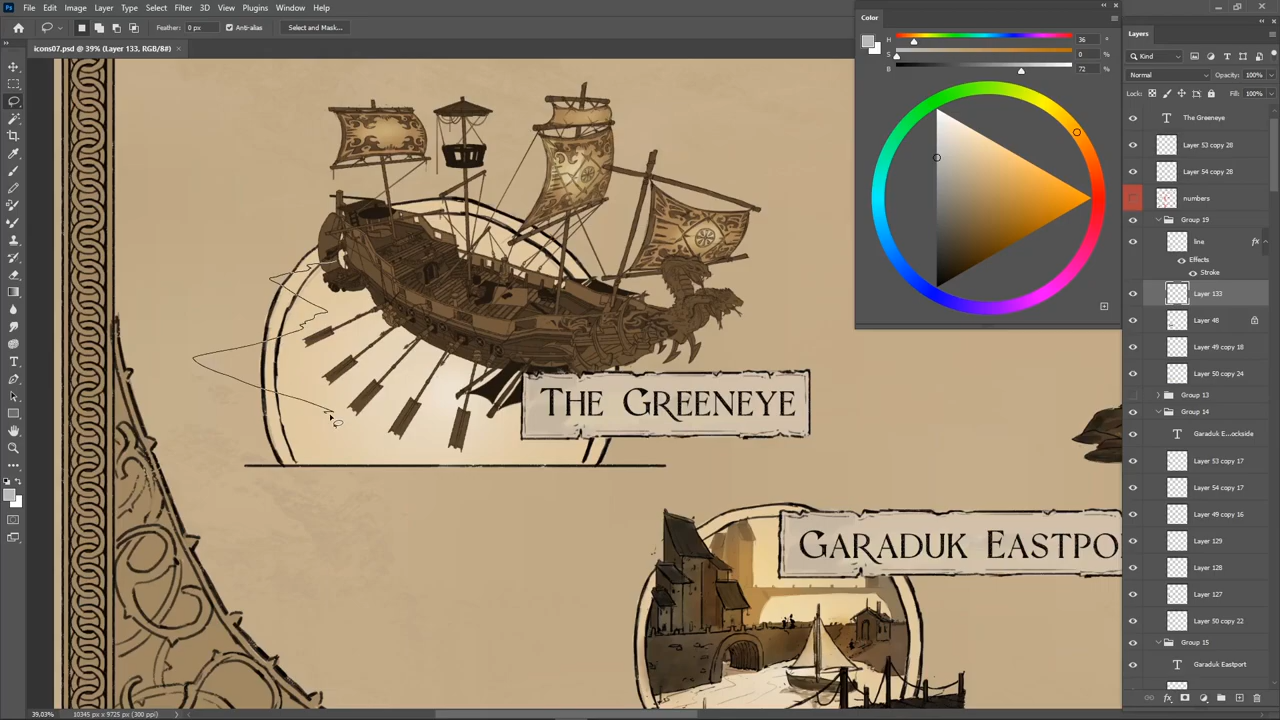 Ps File Edit Image Layer Type Select Filter 3D View Plugins Window Help
Feather: 0 px Anti-alias Select and Mask...
icons07.psd @ 39% (Layer 133, RGB/8#)
Color
H 36 °
S 0 %
B 72 %
Layers
Kind
Normal Opacity: 100%
Lock: Fill: 100%
The Greeneye
Layer 53 copy 28
Layer 54 copy 28
numbers
Group 19
line fx
Effects
Stroke
Layer 133
Layer 48
Layer 49 copy 18
Layer 50 copy 24
Group 13
Group 14
Garaduk E...ockside
Layer 53 copy 17
Layer 54 copy 17
Layer 49 copy 16
Layer 129
Layer 128
Layer 127
Layer 50 copy 22
Group 15
Garaduk Eastport
The Greeneye
Garaduk Eastpo
39,03% 10345 px x 9725 px (300 ppi)